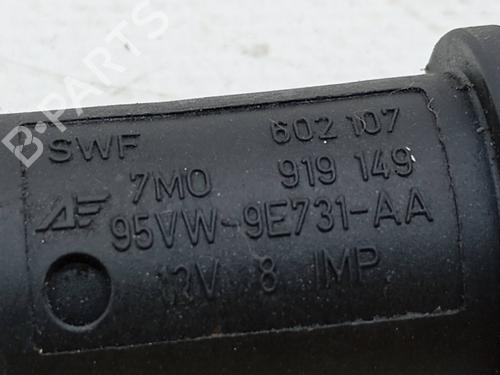 SWF 602 107
7M0 919 149
95VW-9E731-AA
12V 8 IMP.
B-PARTS